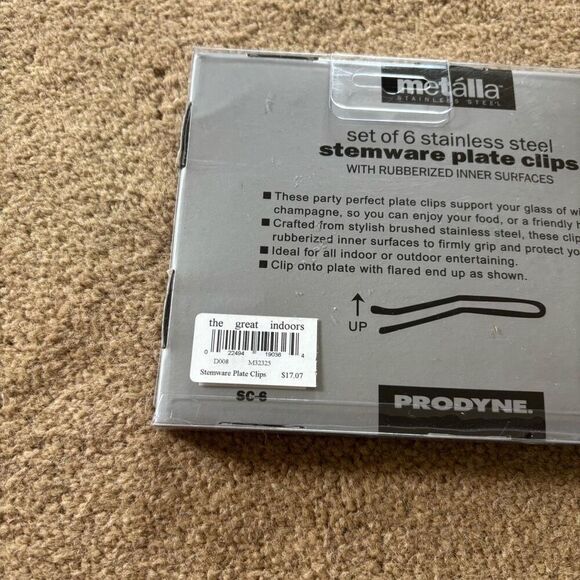 metálla
STAINLESS STEEL
set of 6 stainless steel
stemware plate clips
WITH RUBBERIZED INNER SURFACES
■ These party perfect plate clips support your glass of
champagne, so you can enjoy your food, or a friendly
■ Crafted from stylish brushed stainless steel, these
rubberized inner surfaces to firmly grip and protect
■ Ideal for all indoor or outdoor entertaining.
■ Clip onto plate with flared end up as shown.
UP
the great indoors
0 22494 19036 4
D008 M32325
Stemware Plate Clips $17.07
SC-6
PRODYNE.